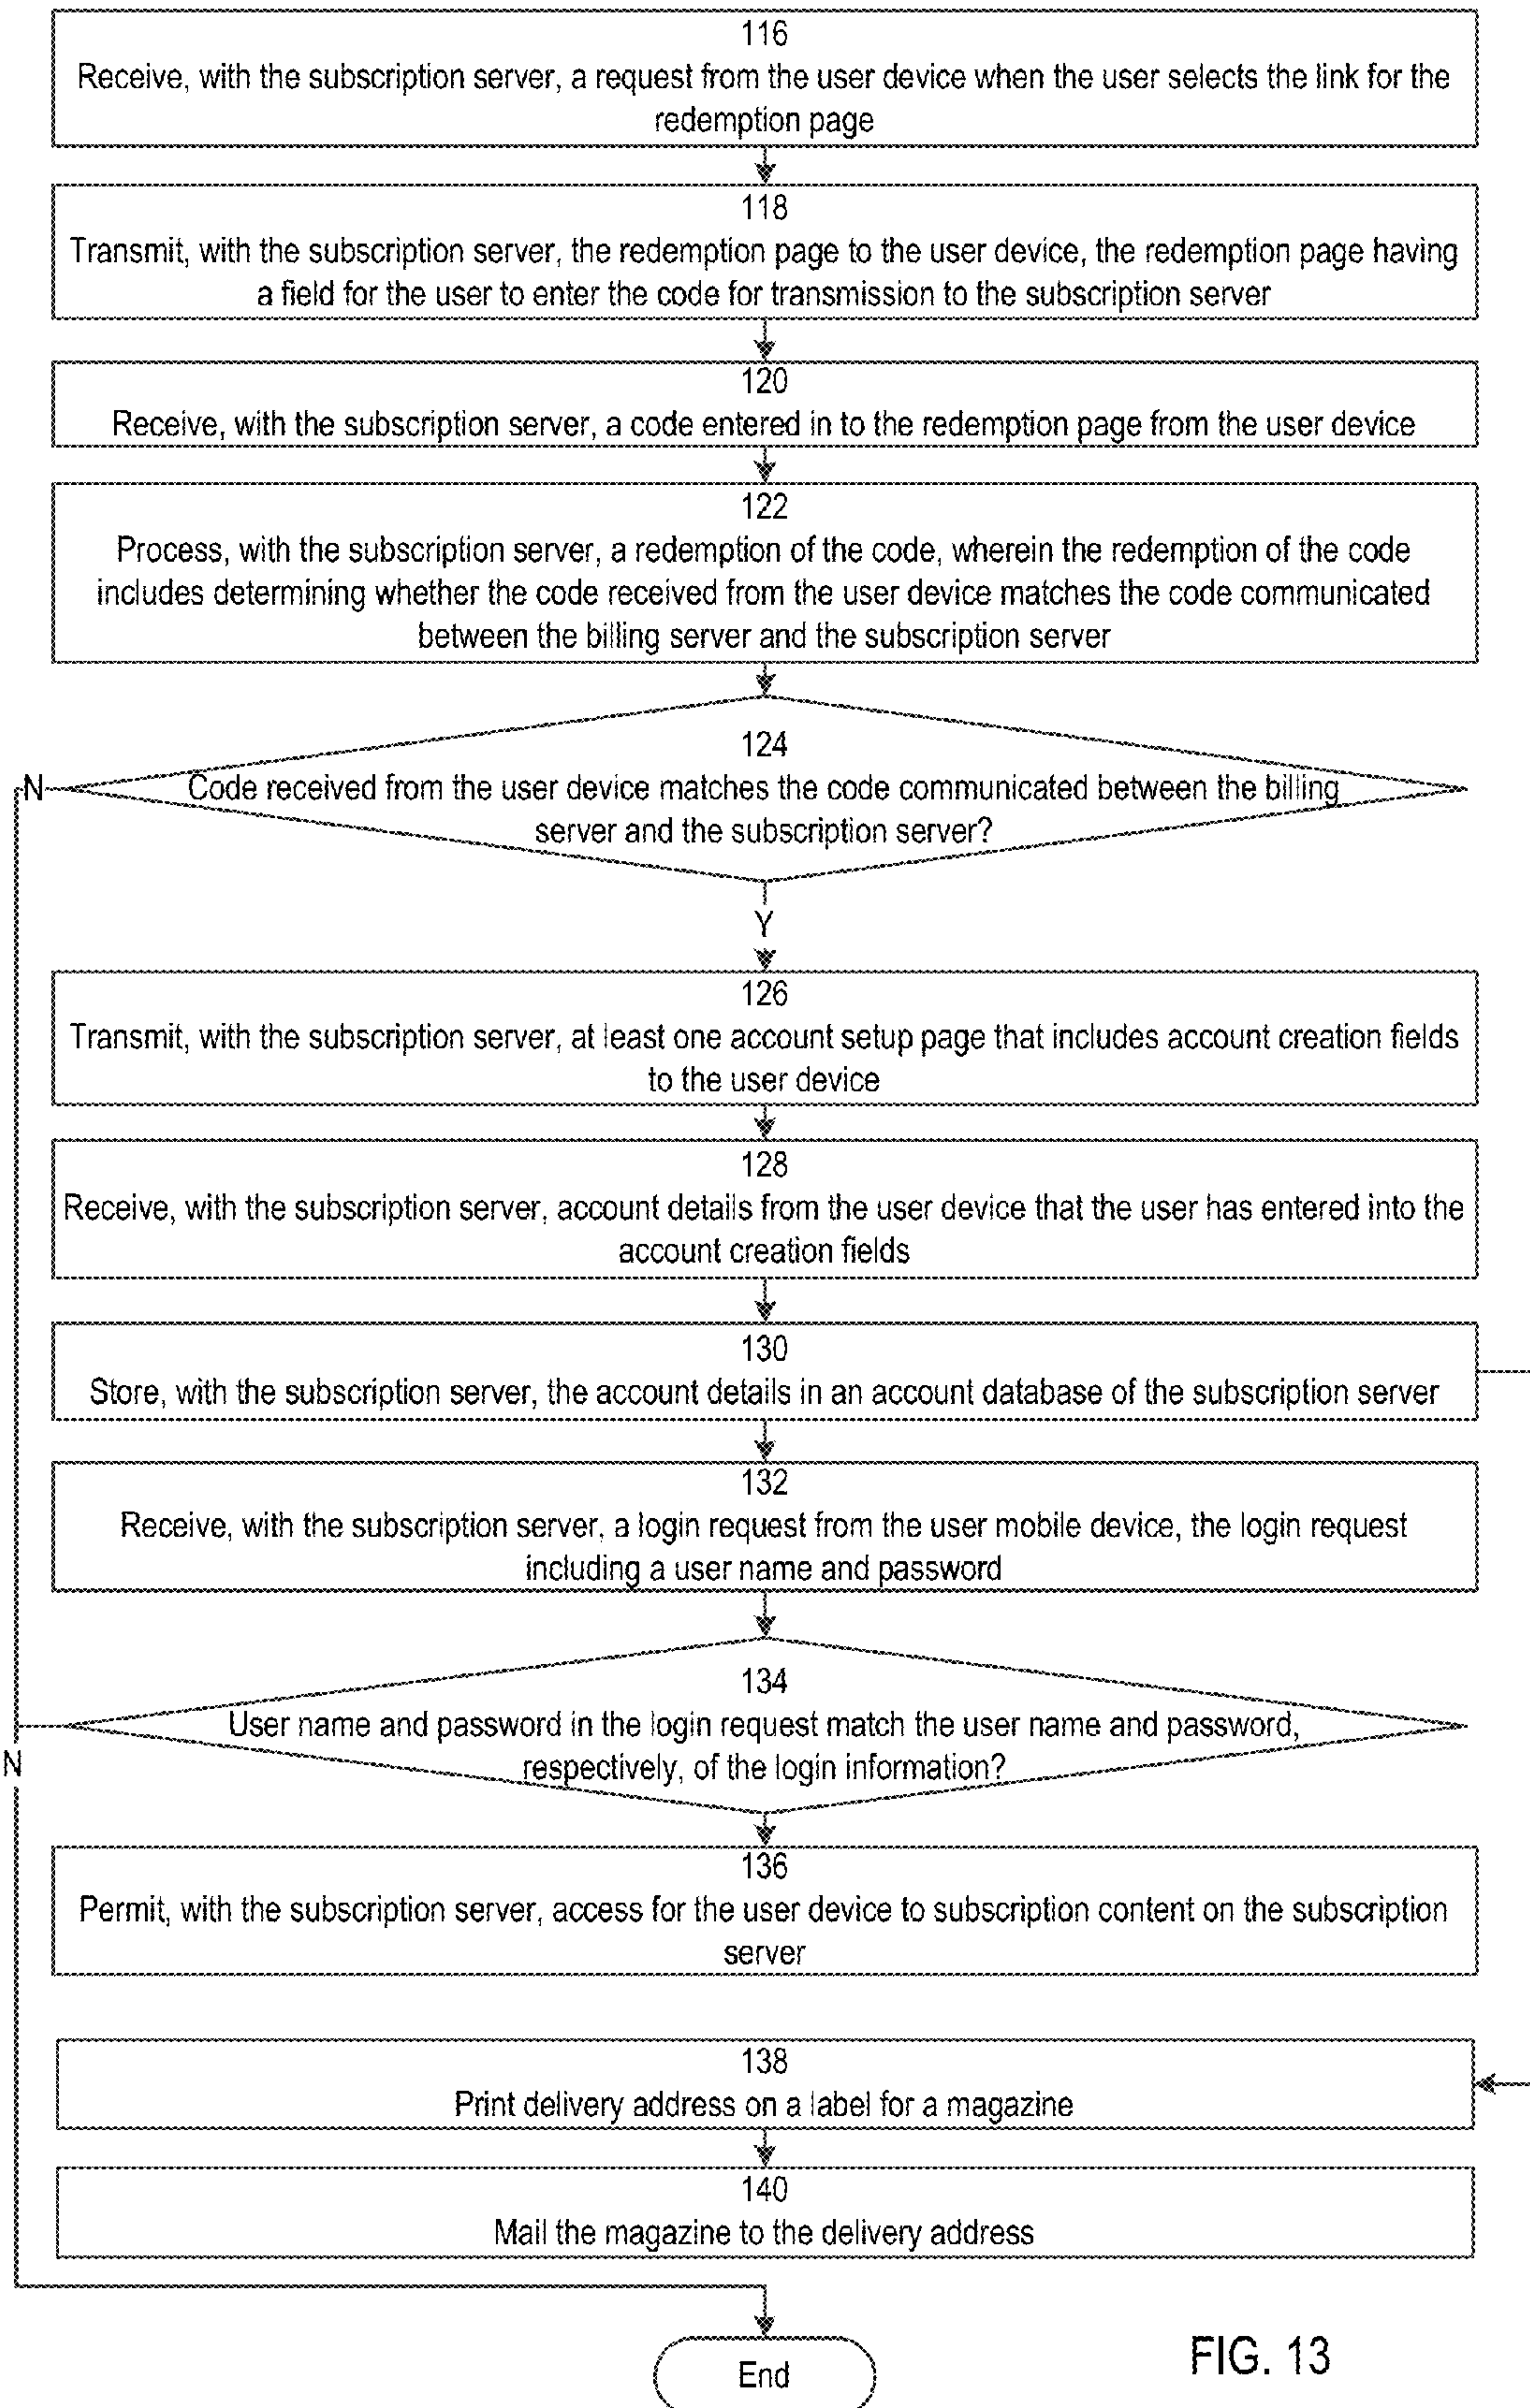 116
Receive, with the subscription server, a request from the user device when the user selects the link for the
redemption page
118
Transmit, with the subscription server, the redemption page to the user device, the redemption page having
a field for the user to enter the code for transmission to the subscription server
120
Receive, with the subscription server, a code entered in to the redemption page from the user device
122
Process, with the subscription server, a redemption of the code, wherein the redemption of the code
includes determining whether the code received from the user device matches the code communicated
between the billing server and the subscription server
124
N
Code received from the user device matches the code communicated between the billing
server and the subscription server?
Y
126
Transmit, with the subscription server, at least one account setup page that includes account creation fields
to the user device
128
Receive, with the subscription server, account details from the user device that the user has entered into the
account creation fields
130
Store, with the subscription server, the account details in an account database of the subscription server
132
Receive, with the subscription server, a login request from the user mobile device, the login request
including a user name and password
134
User name and password in the login request match the user name and password,
respectively, of the login information?
N
136
Permit, with the subscription server, access for the user device to subscription content on the subscription
server
138
Print delivery address on a label for a magazine
140
Mail the magazine to the delivery address
End
FIG. 13